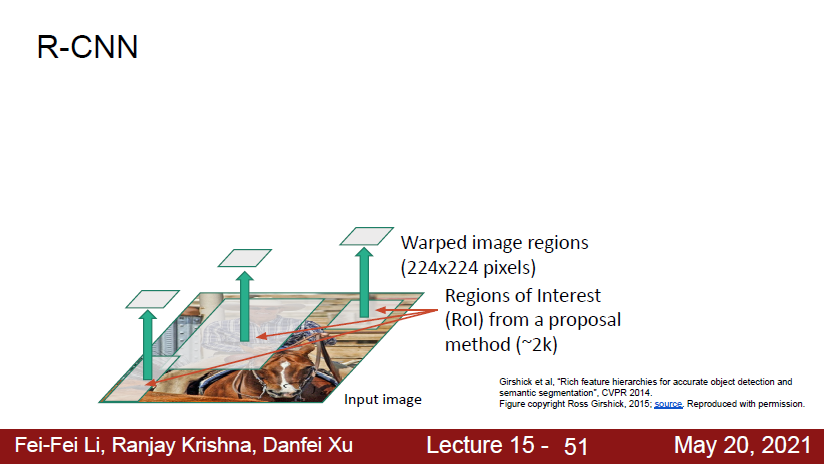 R-CNN
Warped image regions
(224x224 pixels)
Regions of Interest
(RoI) from a proposal
method (~2k)
Input image
Girshick et al, "Rich feature hierarchies for accurate object detection and
semantic segmentation", CVPR 2014.
Figure copyright Ross Girshick, 2015; source. Reproduced with permission.
Fei-Fei Li, Ranjay Krishna, Danfei Xu
Lecture 15 - 51
May 20, 2021